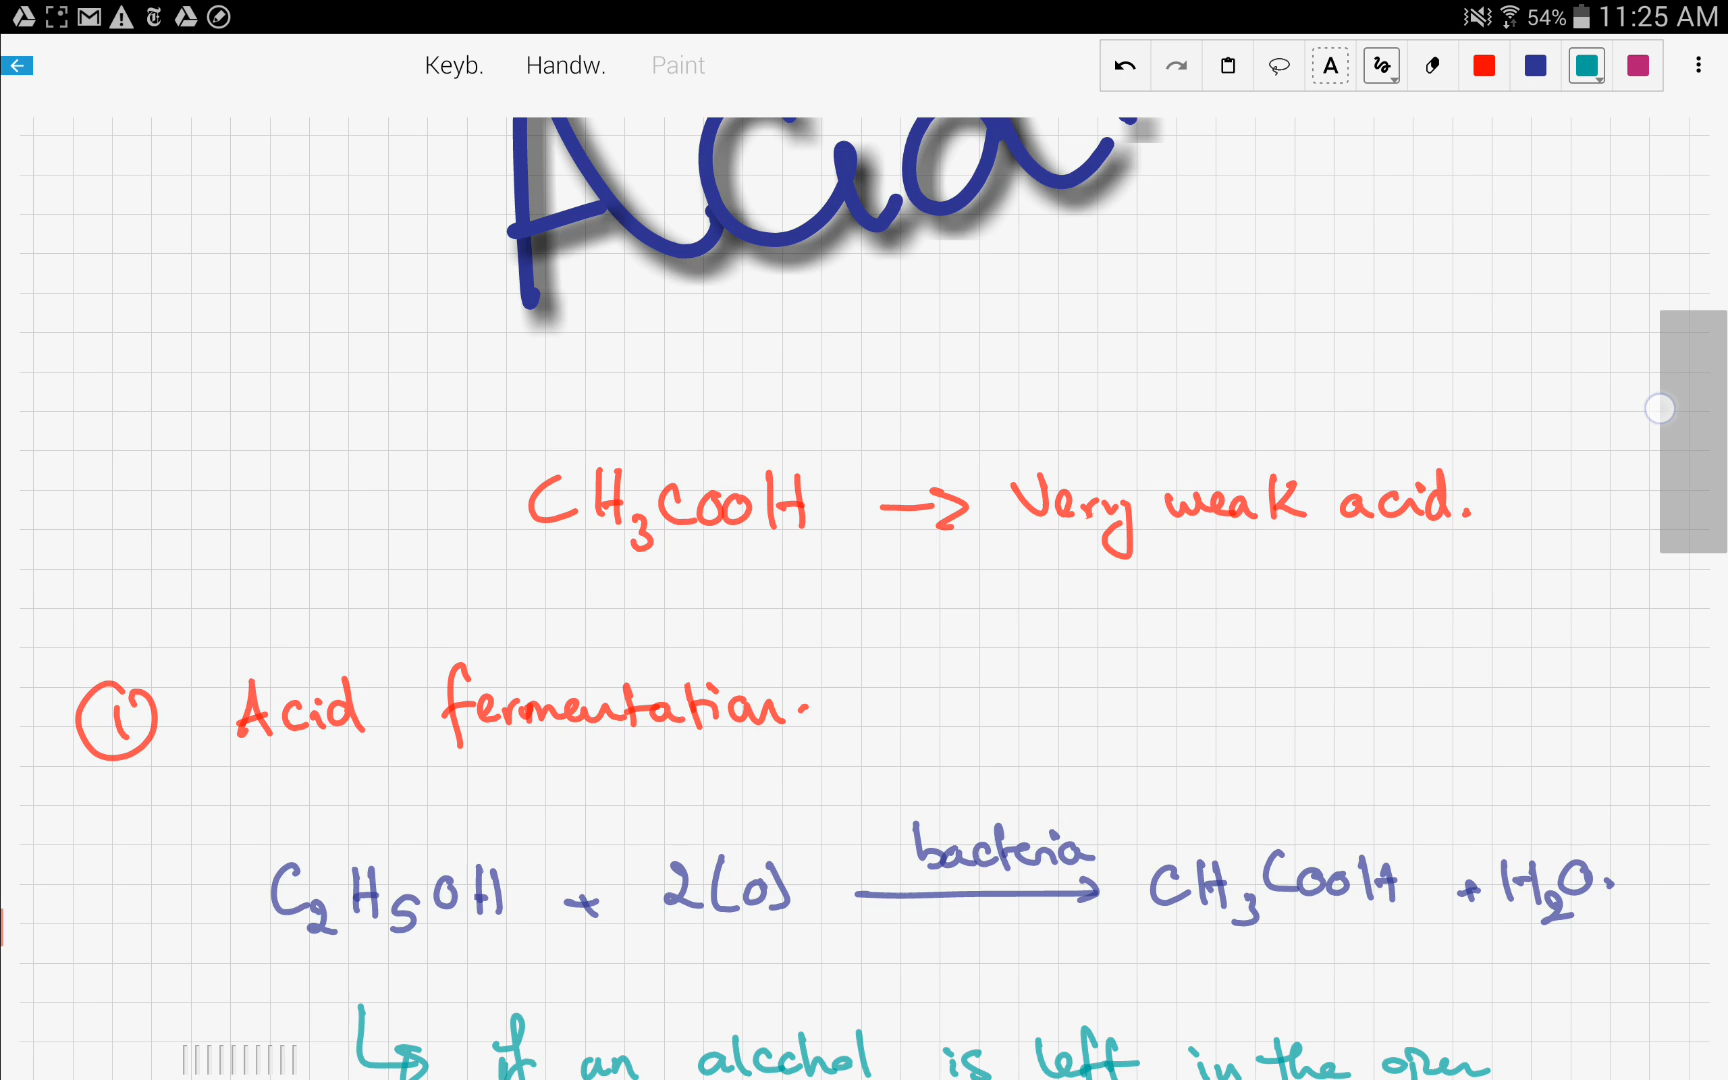 54% 11:25 AM
Keyb. Handw. Paint A
Acid.
CH₃COOH → Very weak acid.
① Acid fermentation.
bacteria
C₂H₅OH + 2(O) → CH₃COOH + H₂O.
↳ if an alcohol is left in the open